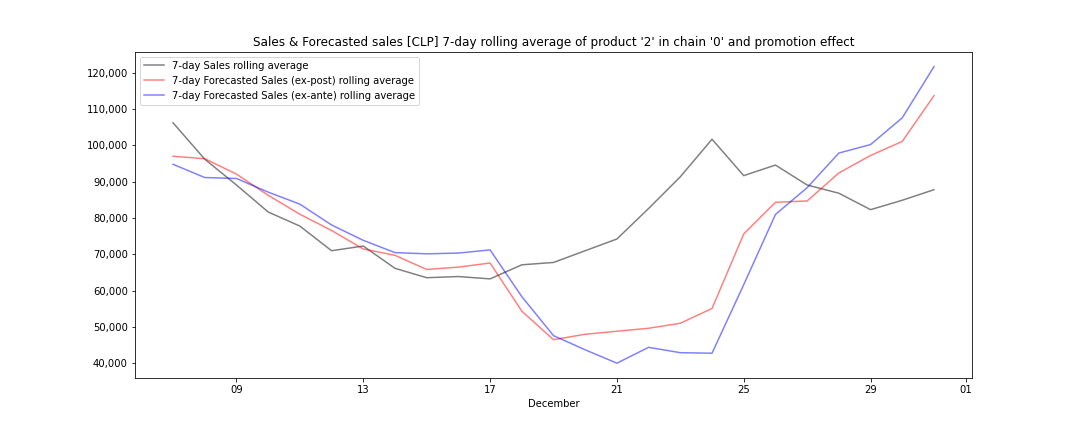 Sales & Forecasted sales [CLP] 7-day rolling average of product '2' in chain '0' and promotion effect
7-day Sales rolling average
7-day Forecasted Sales (ex-post) rolling average
7-day Forecasted Sales (ex-ante) rolling average
120,000
110,000
100,000
90,000
80,000
70,000
60,000
50,000
40,000
09 13 17 21 25 29 01
December